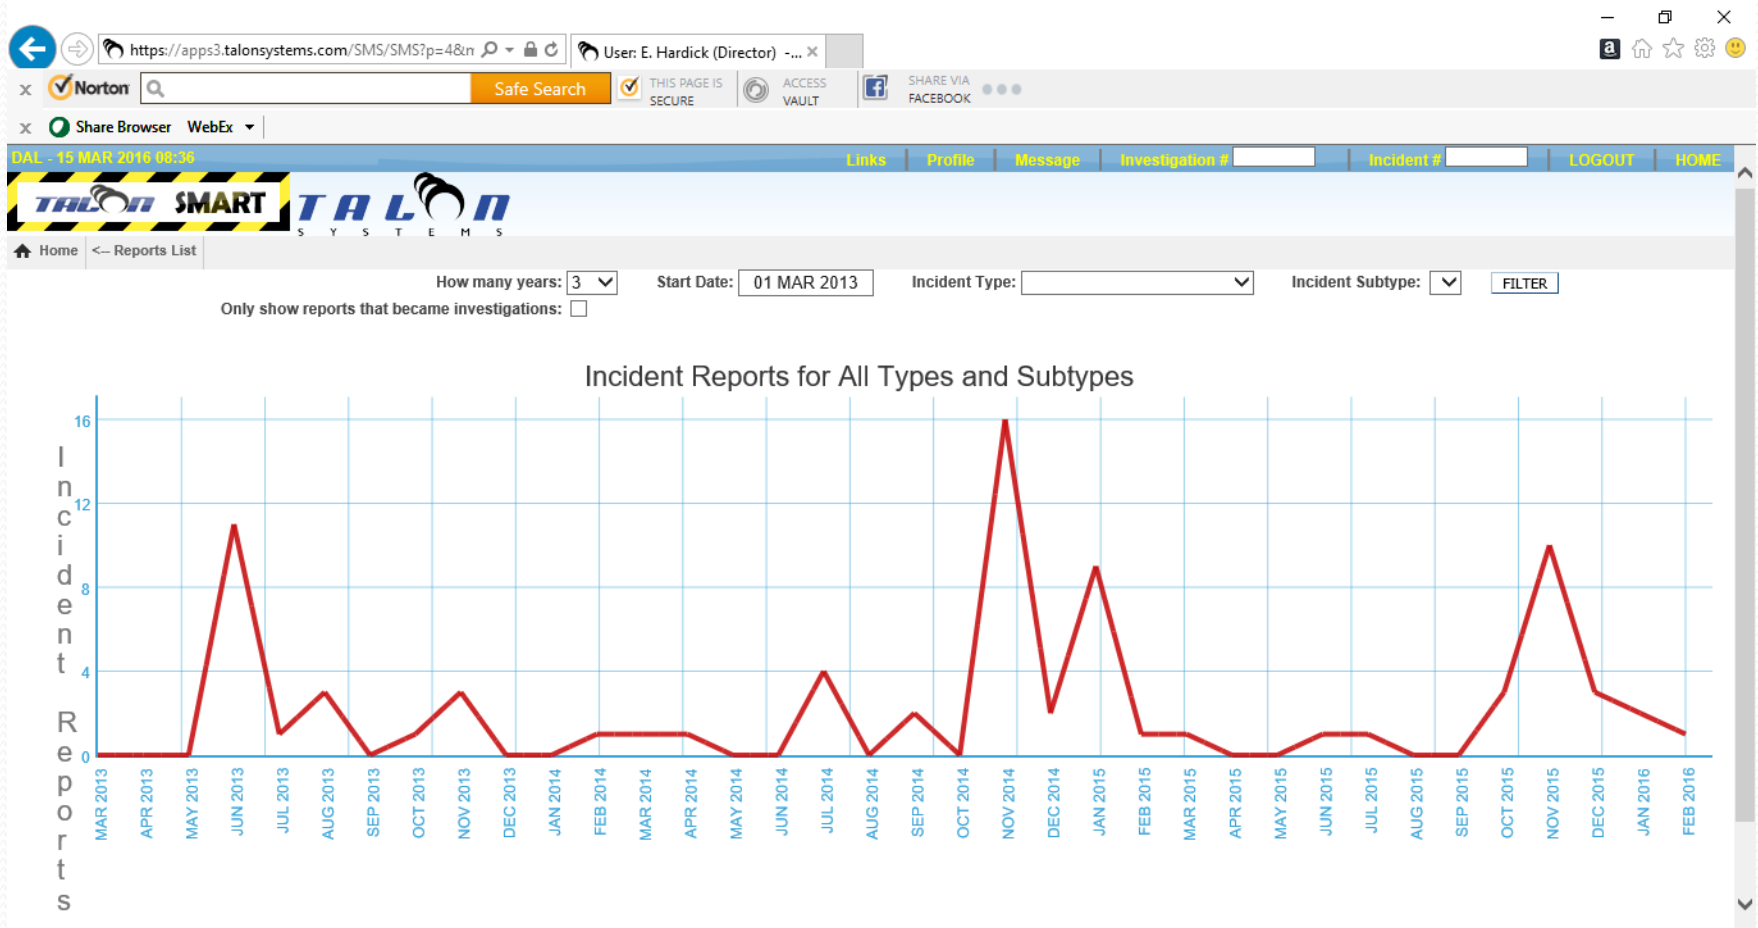 https://apps3.talonsystems.com/SMS/SMS?p=4&n
User: E. Hardick (Director) -...
a
x Norton Safe Search THIS PAGE IS SECURE ACCESS VAULT f SHARE VIA FACEBOOK
x Share Browser WebEx
DAL - 15 MAR 2016 08:36 Links Profile Message Investigation # Incident # LOGOUT HOME
TALON SMART TALON
SYSTEMS
Home <-- Reports List
How many years: 3 Start Date: 01 MAR 2013 Incident Type: Incident Subtype: FILTER
Only show reports that became investigations:
Incident Reports for All Types and Subtypes
Incident Reports
16
12
8
4
0
MAR 2013
APR 2013
MAY 2013
JUN 2013
JUL 2013
AUG 2013
SEP 2013
OCT 2013
NOV 2013
DEC 2013
JAN 2014
FEB 2014
MAR 2014
APR 2014
MAY 2014
JUN 2014
JUL 2014
AUG 2014
SEP 2014
OCT 2014
NOV 2014
DEC 2014
JAN 2015
FEB 2015
MAR 2015
APR 2015
MAY 2015
JUN 2015
JUL 2015
AUG 2015
SEP 2015
OCT 2015
NOV 2015
DEC 2015
JAN 2016
FEB 2016